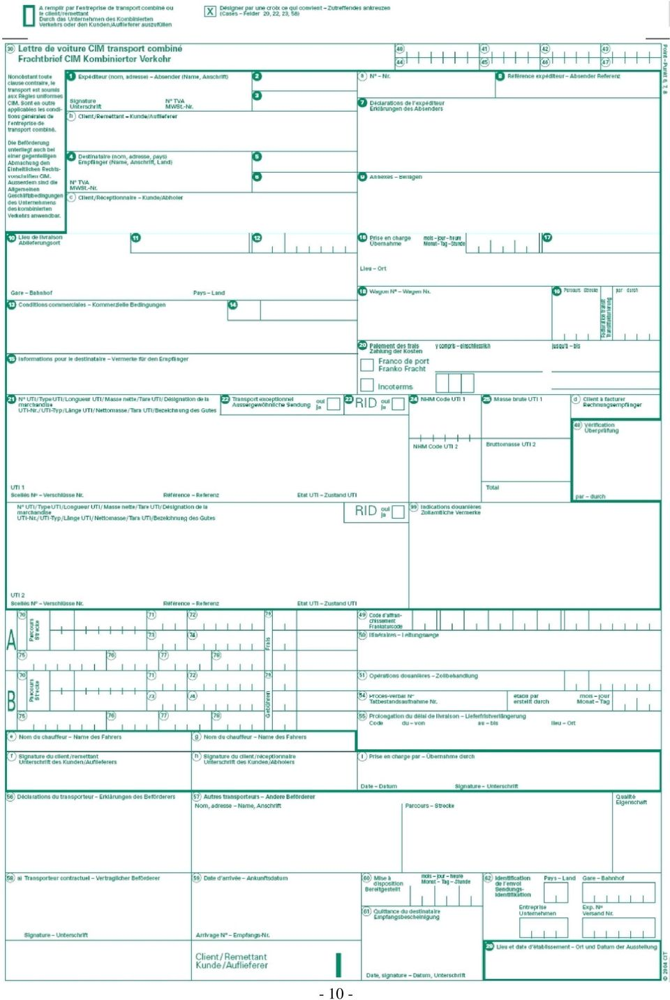 A remplir par l'entreprise de transport combiné ou
le client/remettant
Durch das Unternehmen des Kombinierten
Verkehrs oder den Kunden/Auflieferer auszufüllen
X Désigner par une croix ce qui convient – Zutreffendes ankreuzen
(Cases – Felder 20, 22, 23, 58)
30 Lettre de voiture CIM transport combiné
Frachtbrief CIM Kombinierter Verkehr
40 41 42 43
44 45 46 47
Point-Punkt 6, 7, 8
Nonobstant toute
clause contraire, le
transport est soumis
aux Règles uniformes
CIM. Sont en outre
applicables les condi-
tions générales de
l'entreprise de
transport combiné.
Die Beförderung
unterliegt auch bei
einer gegenteiligen
Abmachung den
Einheitlichen Rechts-
vorschriften CIM.
Ausserdem sind die
Allgemeinen
Geschäftsbedingungen
des Unternehmens
des kombinierten
Verkehrs anwendbar.
1 Expéditeur (nom, adresse) – Absender (Name, Anschrift)
2
3
Signature N° TVA
Unterschrift MWSt.-Nr.
b Client/Remettant – Kunde/Auflieferer
4 Destinataire (nom, adresse, pays)
Empfänger (Name, Anschrift, Land)
5
6
N° TVA
MWSt.-Nr.
c Client/Réceptionnaire – Kunde/Abholer
a N° – Nr.
8 Référence expéditeur – Absender Referenz
7 Déclarations de l'expéditeur
Erklärungen des Absenders
9 Annexes – Beilagen
10 Lieu de livraison
Ablieferungsort
11
12
Gare – Bahnhof Pays – Land
16 Prise en charge mois – jour – heure
Übernahme Monat – Tag – Stunde
17
Lieu – Ort
13 Conditions commerciales – Kommerzielle Bedingungen
14
18 Wagon N° – Wagen Nr.
19 Parcours Strecke par durch
Facturation transit
Transitfakturierung
15 Informations pour le destinataire – Vermerke für den Empfänger
20 Paiement des frais y compris – einschliesslich jusqu'à – bis
Zahlung der Kosten
Franco de port
Franko Fracht
Incoterms
21 N° UTI/Type UTI/Longueur UTI/Masse nette/Tare UTI/Désignation de la
marchandise
UTI-Nr./UTI-Typ/Länge UTI/Nettomasse/Tara UTI/Bezeichnung des Gutes
22 Transport exceptionnel oui
Aussergewöhnliche Sendung ja
23 RID oui
ja
24 NHM Code UTI 1
25 Masse brute UTI 1
d Client à facturer
Rechnungsempfänger
48 Vérification
Überprüfung
NHM Code UTI 2
Bruttomasse UTI 2
UTI 1
Scellés N° – Verschlüsse Nr. Référence – Referenz Etat UTI – Zustand UTI
Total
par – durch
N° UTI/Type UTI/Longueur UTI/Masse nette/Tare UTI/Désignation de la
marchandise
UTI-Nr./UTI-Typ/Länge UTI/Nettomasse/Tara UTI/Bezeichnung des Gutes
RID oui
ja
99 Indications douanières
Zollamtliche Vermerke
UTI 2
Scellés N° – Verschlüsse Nr. Référence – Referenz Etat UTI – Zustand UTI
A
70 Parcours
Strecke
71 72 79
73 74
Frais
75 76 77 78
49 Code d'affran-
chissement
Frankaturcode
50 Itinéraires – Leitungswege
B
70 Parcours
Strecke
71 72 79
73 74
Gebühren
75 76 77 78
51 Opérations douanières – Zollbehandlung
54 Procès-verbal N° établi par mois – jour
Tatbestandsaufnahme Nr. erstellt durch Monat – Tag
55 Prolongation du délai de livraison – Lieferfristverlängerung
Code du – von au – bis lieu – Ort
e Nom du chauffeur – Name des Fahrers
g Nom du chauffeur – Name des Fahrers
f Signature du client/remettant
Unterschrift des Kunden/Auflieferers
h Signature du client/réceptionnaire
Unterschrift des Kunden/Abholers
i Prise en charge par – Übernahme durch
Date – Datum Signature – Unterschrift
56 Déclarations du transporteur – Erklärungen des Beförderers
57 Autres transporteurs – Andere Beförderer
Nom, adresse – Name, Anschrift Parcours – Strecke
Qualité
Eigenschaft
58 a) Transporteur contractuel – Vertraglicher Beförderer
Signature – Unterschrift
59 Date d'arrivée – Ankunftsdatum
Arrivage N° – Empfangs-Nr.
60 Mise à mois – jour – heure
disposition Monat – Tag – Stunde
Bereitgestellt
61 Quittance du destinataire
Empfangsbescheinigung
Date, signature – Datum, Unterschrift
62 Identification Pays – Land Gare – Bahnhof
de l'envoi
Sendungs-
identifikation
Entreprise Exp. N°
Unternehmen Versand Nr.
29 Lieu et date d'établissement – Ort und Datum der Ausstellung
Client/Remettant
Kunde/Auflieferer
© 2004 CIT
- 10 -